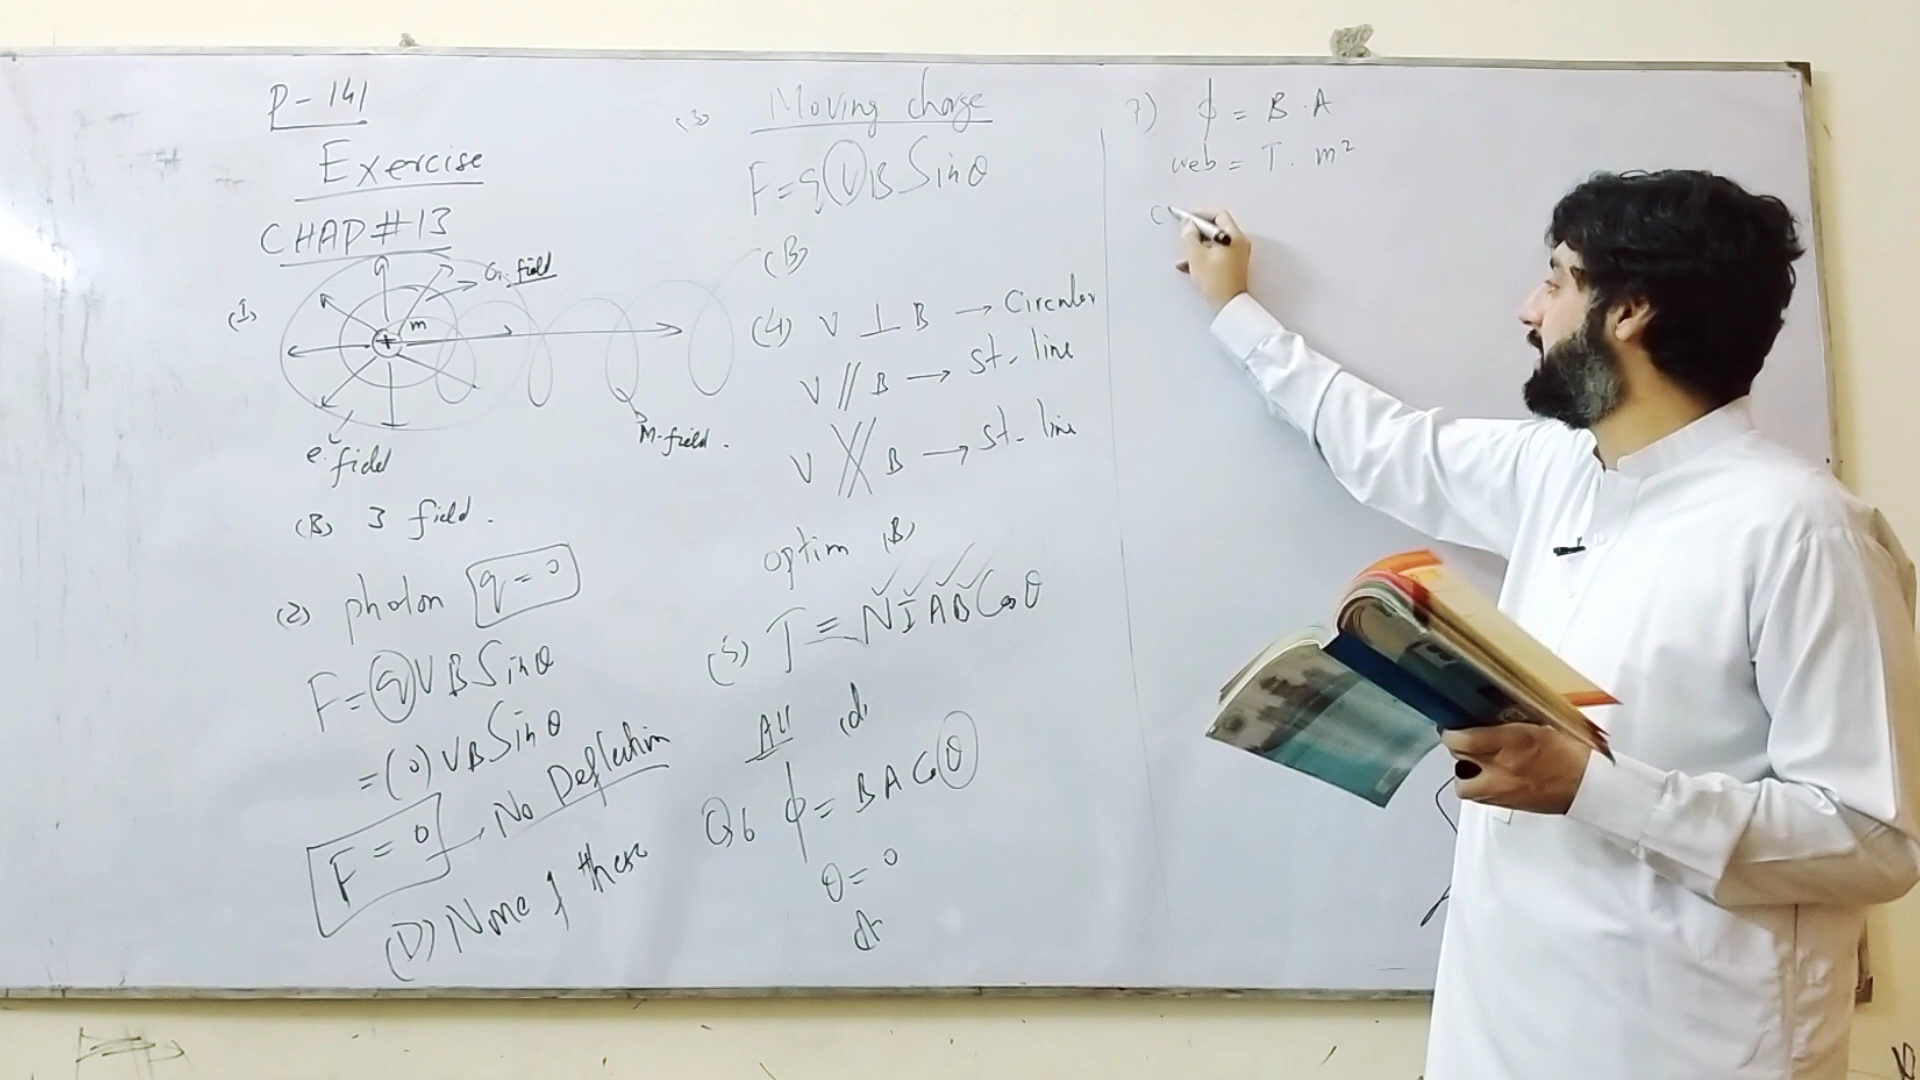 P-141
Exercise
CHAP#13
(1)
G. field
m
+
e. field
M-field.
(B) 3 field.
(2) photon q=0
F=qVBSinθ
=(0)VBSinθ
F=0 → No Deflection
(D) None of these
(3) Moving charge
F=qVBSinθ
(B)
(4) V ⊥ B → Circular
V // B → st-line
V B → st-line
option (B)
(5) T = NIABCosθ
All (d)
Q6 ϕ = BACosθ
θ=0
7) ϕ = B.A
web = T. m²